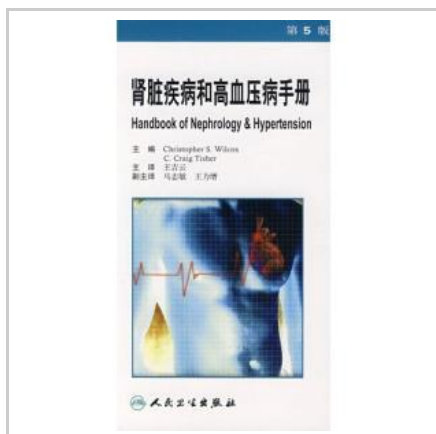 第 5 版
肾脏疾病和高血压病手册
Handbook of Nephrology & Hypertension
主 编 Christopher S. Wilcox
C. Craig Tisher
主 译 王吉云
副主译 马志敏 王力增
人民卫生出版社